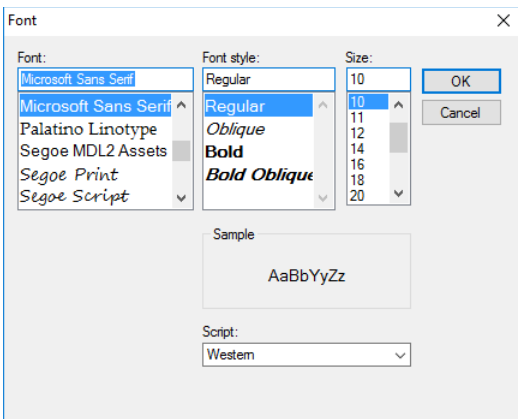 Font
Font:
Microsoft Sans Serif
Microsoft Sans Serif
Palatino Linotype
Segoe MDL2 Assets
Segoe Print
Segoe Script
Font style:
Regular
Regular
Oblique
Bold
Bold Oblique
Size:
10
10
11
12
14
16
18
20
OK
Cancel
Sample
AaBbYyZz
Script:
Western